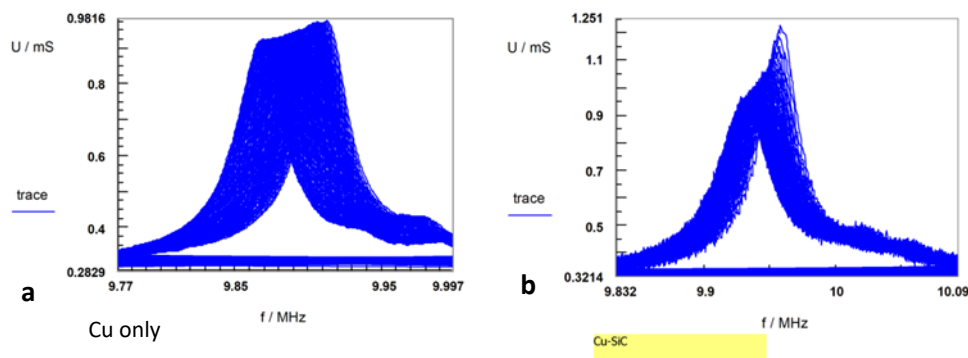 0.9816
U / mS
0.8
0.6
trace
0.4
0.2829
9.77
9.85
9.95
9.997
f / MHz
a
Cu only
1.251
U / mS
1.1
0.9
0.7
trace
0.5
0.3214
9.832
9.9
10
10.09
f / MHz
b
Cu-SiC